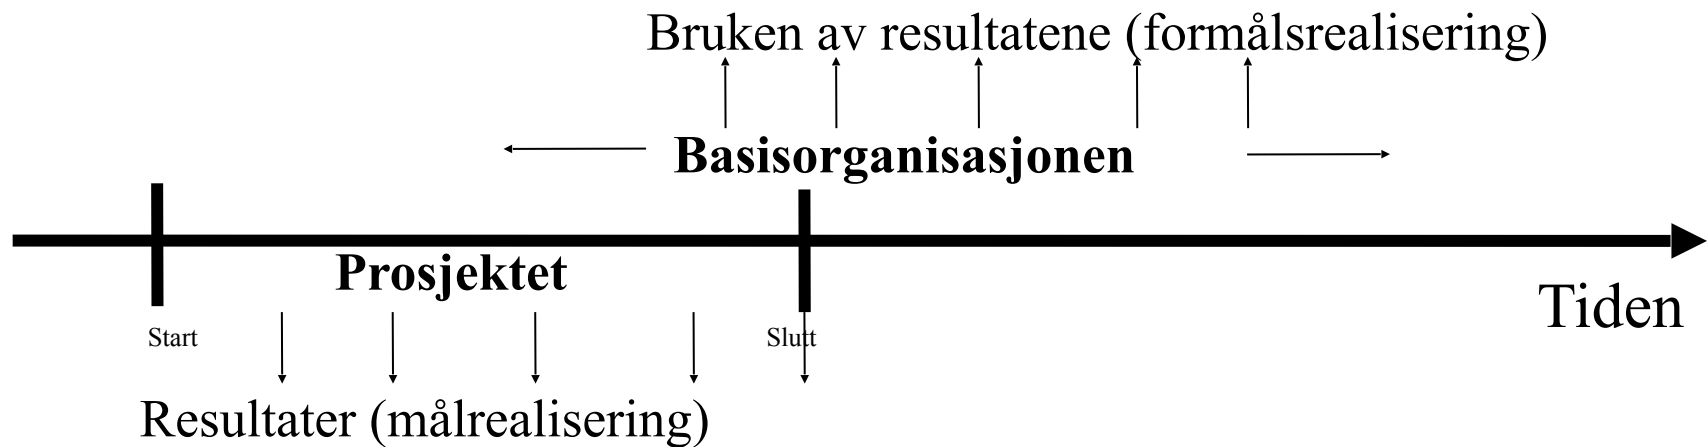 Bruken av resultatene (formålsrealisering)
Basisorganisasjonen
Prosjektet
Tiden
Start
Slutt
Resultater (målrealisering)